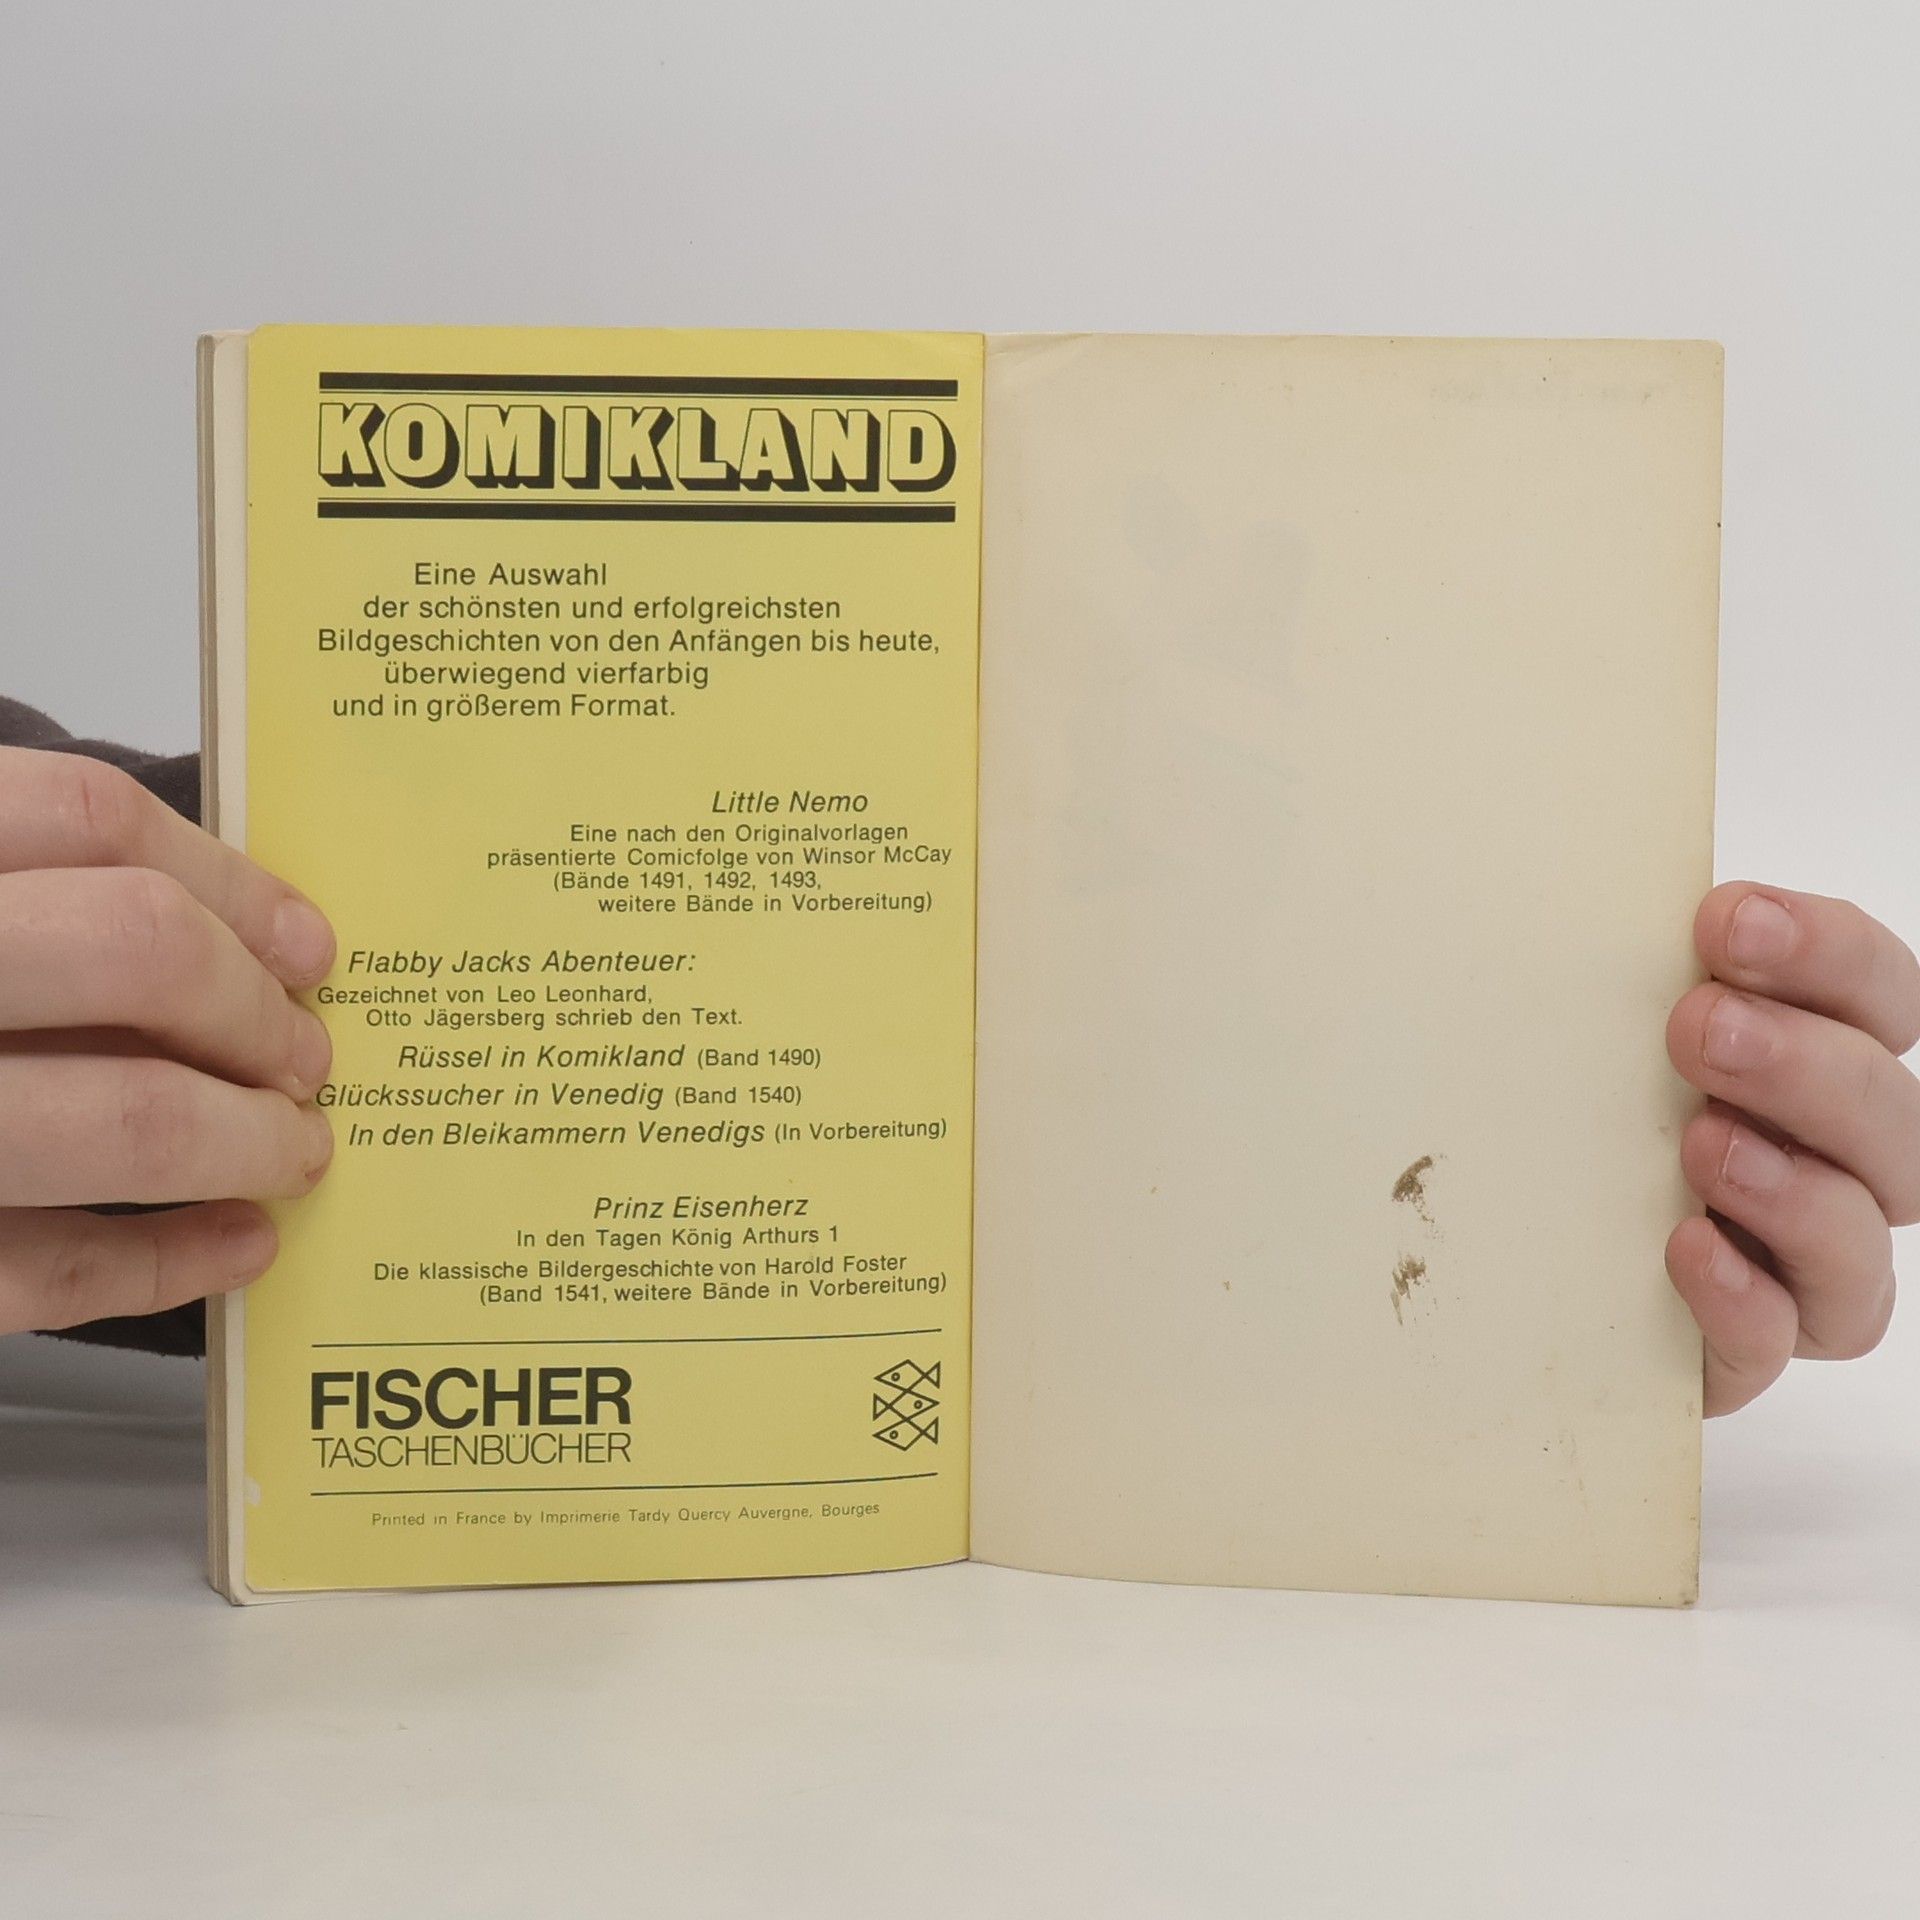 KOMIKLAND
Eine Auswahl
der schönsten und erfolgreichsten
Bildgeschichten von den Anfängen bis heute,
überwiegend vierfarbig
und in größerem Format.
Little Nemo
Eine nach den Originalvorlagen
präsentierte Comicfolge von Winsor McCay
(Bände 1491, 1492, 1493,
weitere Bände in Vorbereitung)
Flabby Jacks Abenteuer:
Gezeichnet von Leo Leonhard,
Otto Jägersberg schrieb den Text.
Rüssel in Komikland (Band 1490)
Glückssucher in Venedig (Band 1540)
In den Bleikammern Venedigs (In Vorbereitung)
Prinz Eisenherz
In den Tagen König Arthurs 1
Die klassische Bildergeschichte von Harold Foster
(Band 1541, weitere Bände in Vorbereitung)
FISCHER
TASCHENBÜCHER
Printed in France by Imprimerie Tardy Quercy Auvergne, Bourges